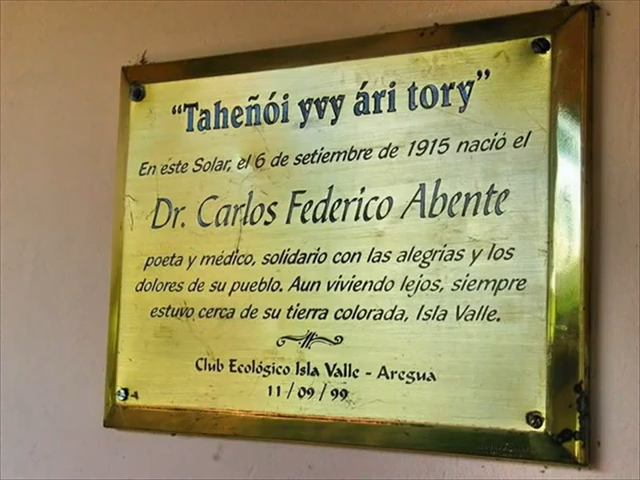 “Taheñói yvy ári tory”
En este Solar, el 6 de setiembre de 1915 nació el
Dr. Carlos Federico Abente
poeta y médico, solidario con las alegrias y los
dolores de su pueblo. Aun viviendo lejos, siempre
estuvo cerca de su tierra colorada, Isla Valle.
Club Ecológico Isla Valle - Aregua
11 / 09 / 99